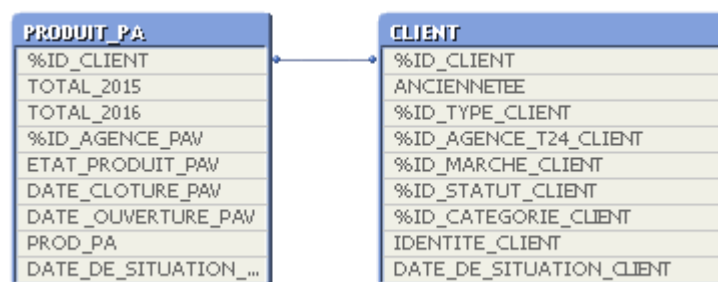 PRODUIT_PA
%ID_CLIENT
TOTAL_2015
TOTAL_2016
%ID_AGENCE_PAV
ETAT_PRODUIT_PAV
DATE_CLOTURE_PAV
DATE_OUVERTURE_PAV
PROD_PA
DATE_DE_SITUATION_...
CLIENT
%ID_CLIENT
ANCIENNETEE
%ID_TYPE_CLIENT
%ID_AGENCE_T24_CLIENT
%ID_MARCHE_CLIENT
%ID_STATUT_CLIENT
%ID_CATEGORIE_CLIENT
IDENTITE_CLIENT
DATE_DE_SITUATION_CLIENT